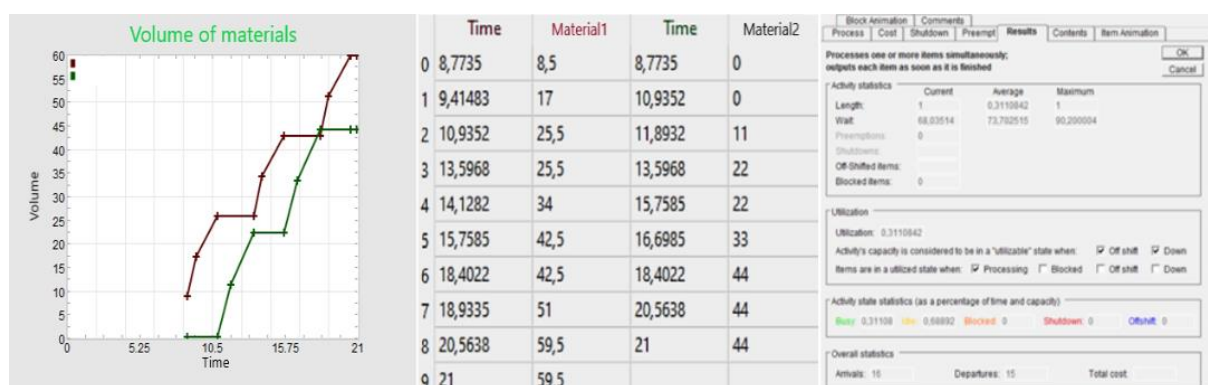 Volume of materials
60
55
50
45
40
35
30
25
20
15
10
5
0
Volume
0 5.25 10.5 15.75 21
Time
Time Material1 Time Material2
0 8,7735 8,5 8,7735 0
1 9,41483 17 10,9352 0
2 10,9352 25,5 11,8932 11
3 13,5968 25,5 13,5968 22
4 14,1282 34 15,7585 22
5 15,7585 42,5 16,6985 33
6 18,4022 42,5 18,4022 44
7 18,9335 51 20,5638 44
8 20,5638 59,5 21 44
9 21 59,5
Block Animation Comments
Process Cost Shutdown Preempt Results Contents Item Animation
Processes one or more items simultaneously;
outputs each item as soon as it is finished
OK
Cancel
Activity statistics
Current Average Maximum
Length: 1 0,3110842 1
Wait: 68,03514 73,702515 90,200004
Preemptions: 0
Shutdowns:
Off-Shifted items:
Blocked items: 0
Utilization
Utilization: 0,3110842
Activity's capacity is considered to be in a "utilizable" state when: Off shift Down
Items are in a utilized state when: Processing Blocked Off shift Down
Activity state statistics (as a percentage of time and capacity)
Busy: 0,31108 Idle: 0,68892 Blocked: 0 Shutdown: 0 Offshift: 0
Overall statistics
Arrivals: 16 Departures: 15 Total cost: